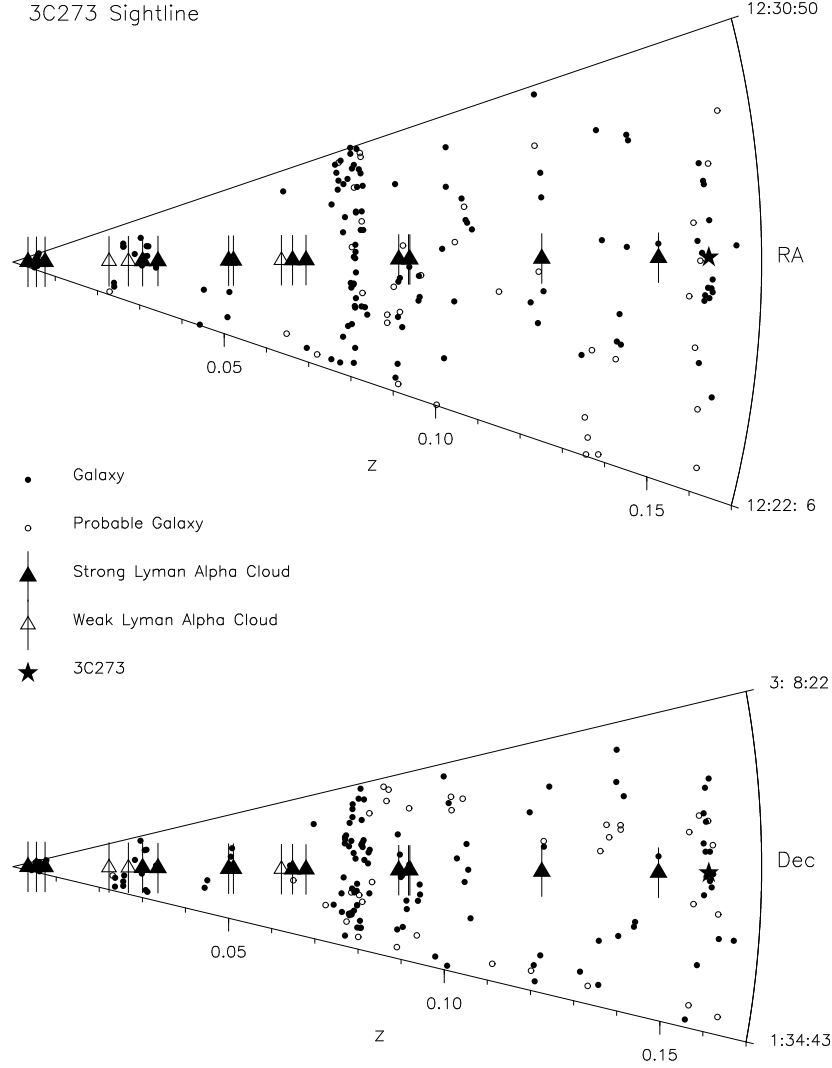 3C273 Sightline
12:30:50
RA
0.05
0.10
z
0.15
12:22: 6
Galaxy
Probable Galaxy
Strong Lyman Alpha Cloud
Weak Lyman Alpha Cloud
3C273
3: 8:22
Dec
0.05
0.10
z
0.15
1:34:43